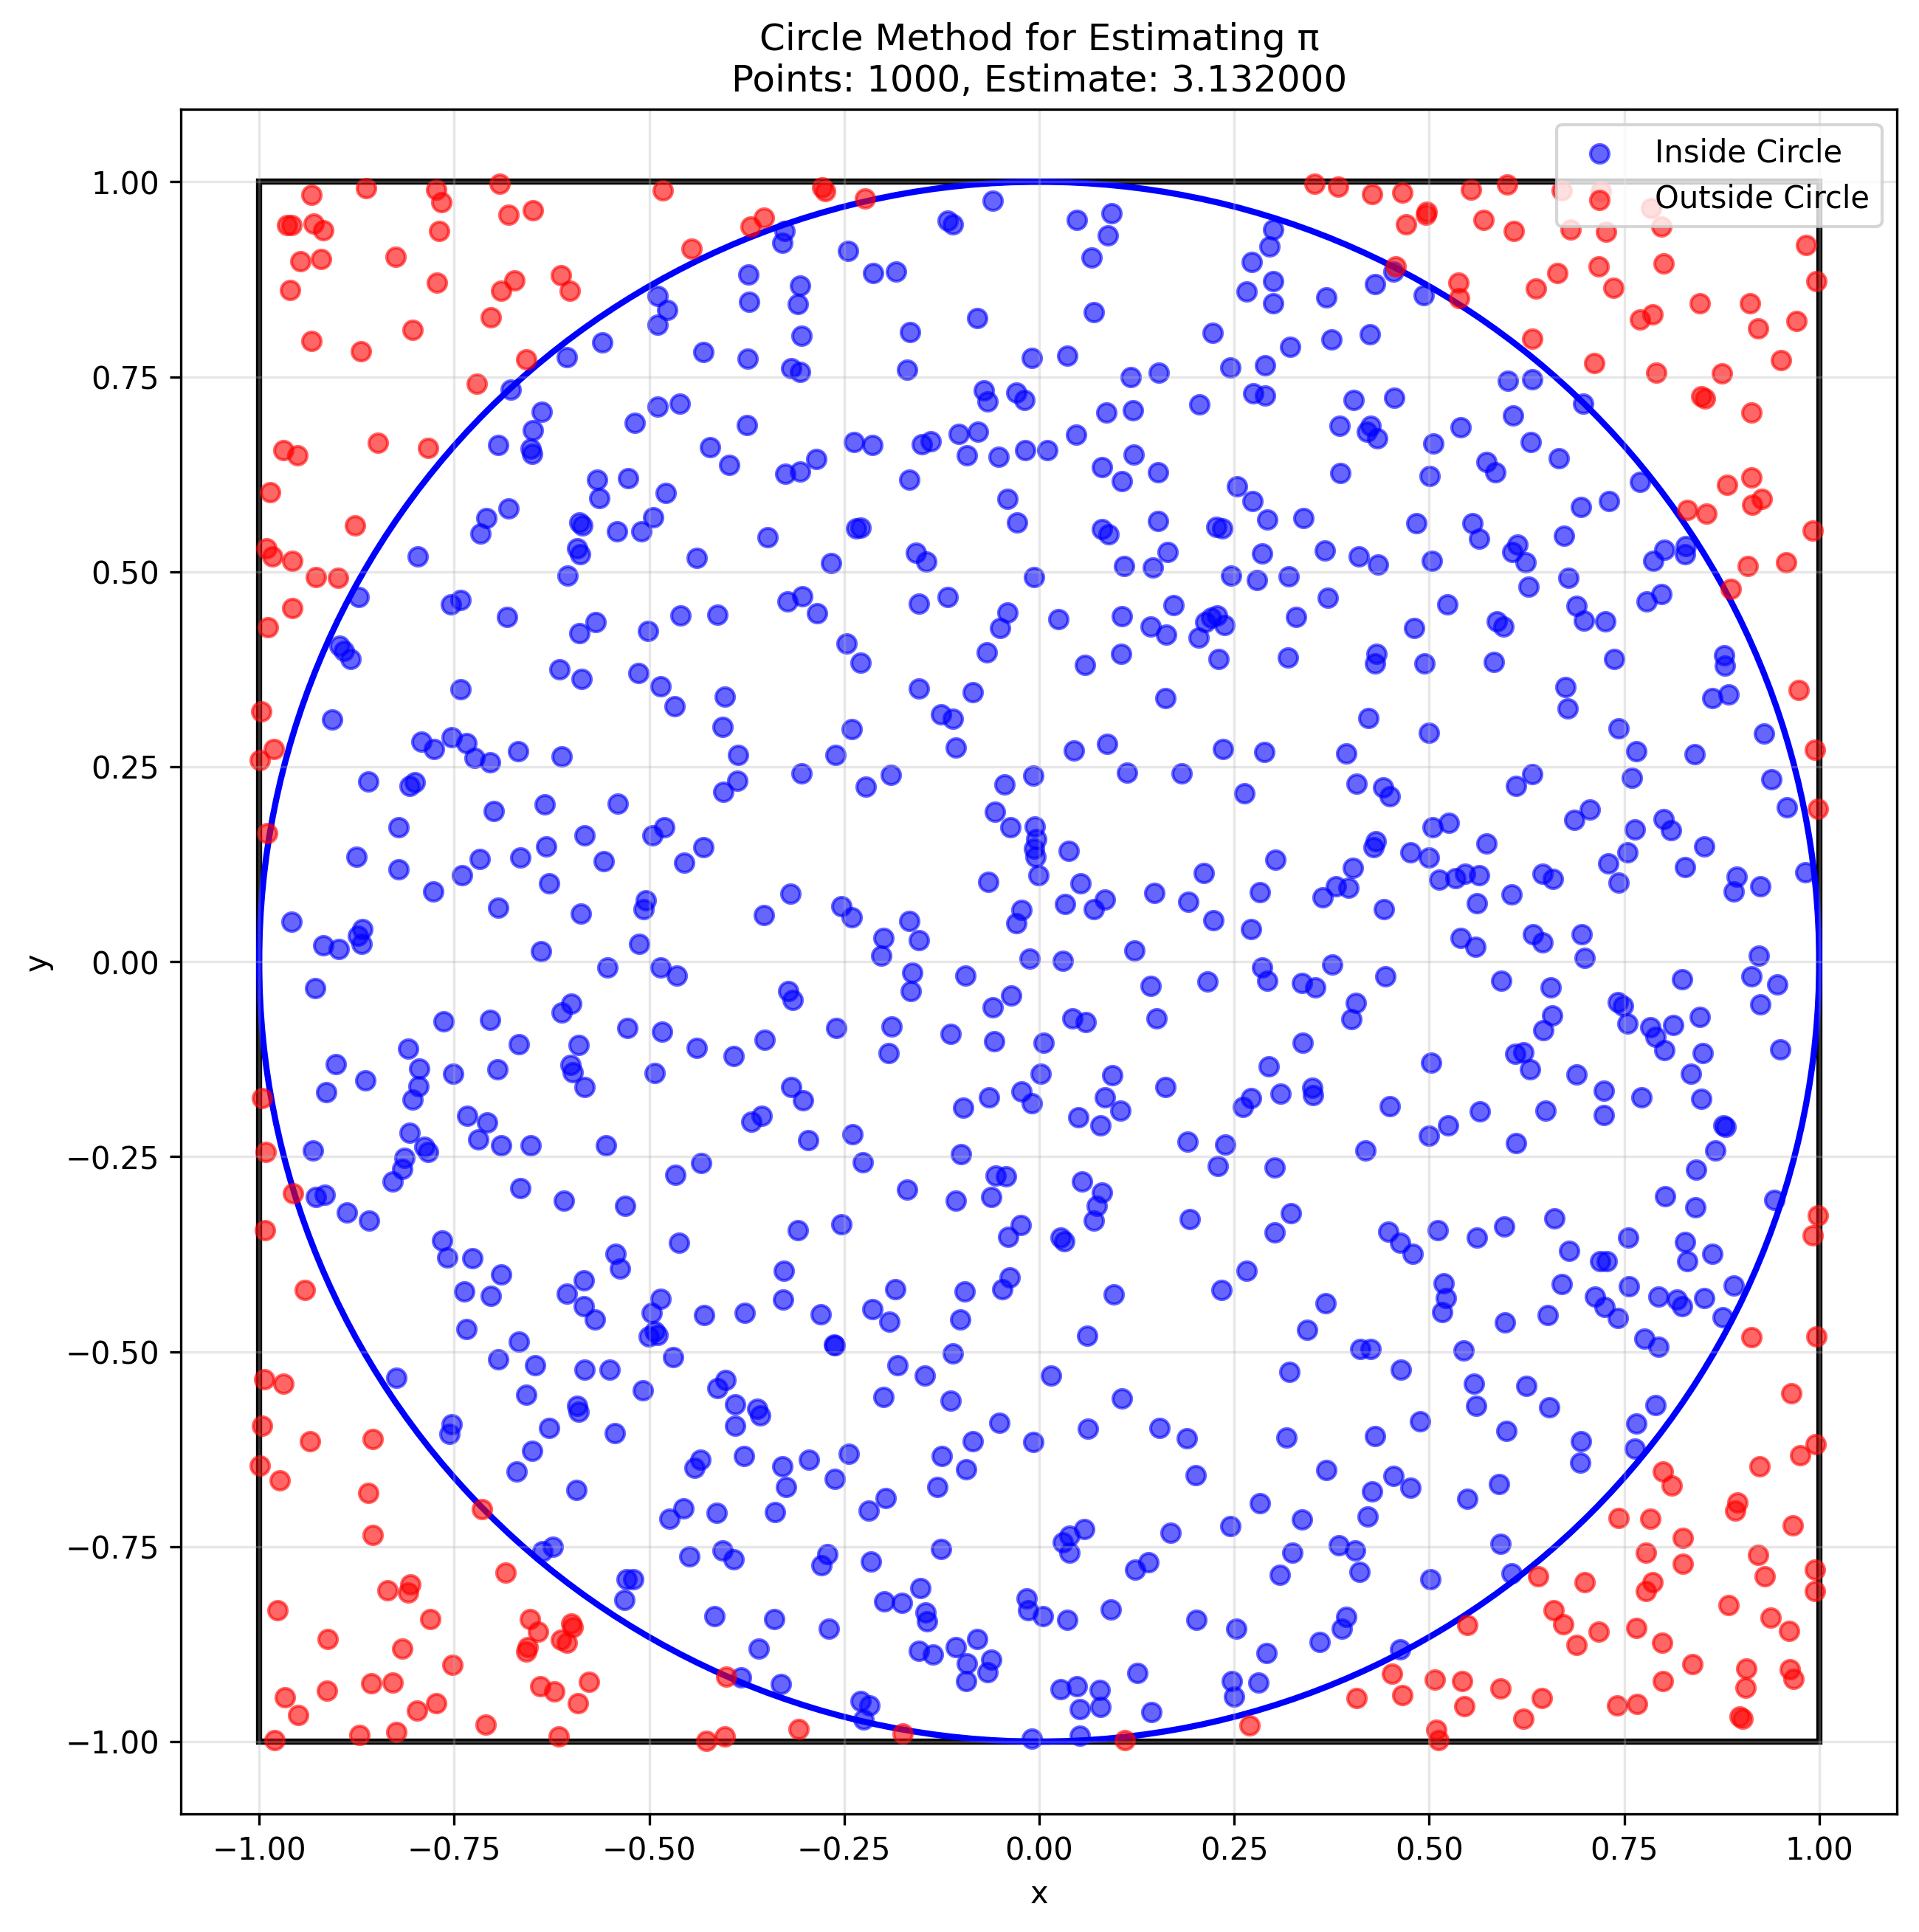 Circle Method for Estimating π
Points: 1000, Estimate: 3.132000
Inside Circle
Outside Circle
1.00
0.75
0.50
0.25
0.00
−0.25
−0.50
−0.75
−1.00
y
−1.00 −0.75 −0.50 −0.25 0.00 0.25 0.50 0.75 1.00
x